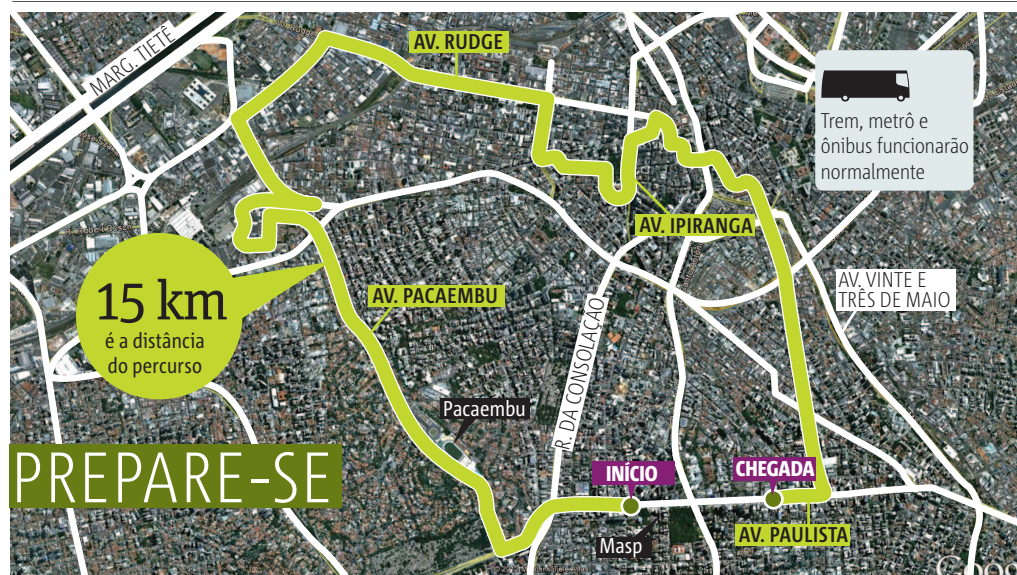 AV. RUDGE
MARG. TIETÊ
Trem, metrô e
ônibus funcionarão
normalmente
AV. IPIRANGA
15 km
é a distância
do percurso
AV. PACAEMBU
AV. VINTE E
TRÊS DE MAIO
R. DA CONSOLAÇÃO
Pacaembu
PREPARE-SE
INÍCIO
CHEGADA
AV. PAULISTA
Masp